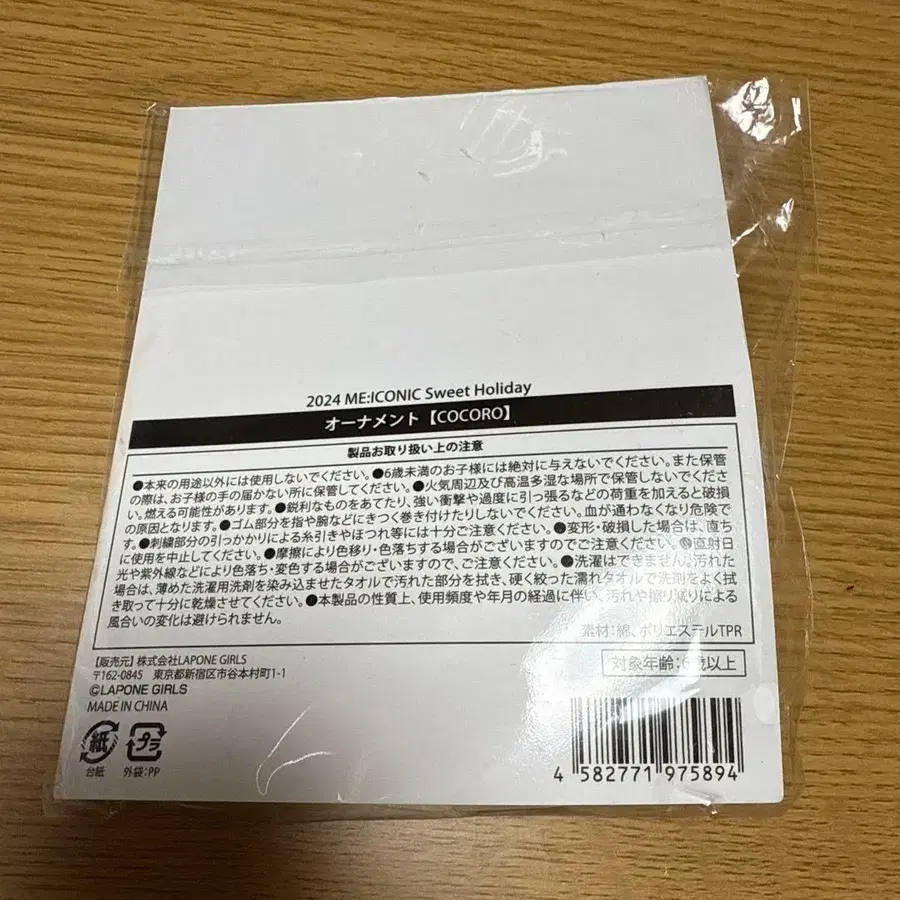 2024 ME:ICONIC Sweet Holiday
オーナメント【COCORO】
製品お取り扱い上の注意
●本来の用途以外には使用しないでください。●6歳未満のお子様には絶対に与えないでください。また保管
の際は、お子様の手の届かない所に保管してください。●火気周辺及び高温多湿な場所で保管しないでくださ
い。燃える可能性があります。●鋭利なものをあてたり、強い衝撃や過度に引っ張るなどの荷重を加えると破損
の原因となります。●ゴム部分を指や腕などにきつく巻き付けたりしないでください。血が通わなくなり危険で
す。●刺繍部分の引っかかりによる糸引きやほつれ等には十分ご注意ください。●変形・破損した場合は、直ち
に使用を中止してください。●摩擦により色移り・色落ちする場合がございますのでご注意ください。●直射日
光や紫外線などにより色落ち・変色する場合がございますので、ご注意ください。●洗濯はできません。汚れた
場合は、薄めた洗濯用洗剤を染み込ませたタオルで汚れた部分を拭き、硬く絞った濡れタオルで洗剤をよく拭
き取って十分に乾燥させてください。●本製品の性質上、使用頻度や年月の経過に伴い、汚れや擦り減りによる
風合いの変化は避けられません。
素材：綿、ポリエステルTPR
【販売元】株式会社LAPONE GIRLS
〒162-0845 東京都新宿区市谷本村町1-1
©LAPONE GIRLS
MADE IN CHINA
対象年齢：6歳以上
紙
プラ
台紙
外袋：PP
4 582771 975894